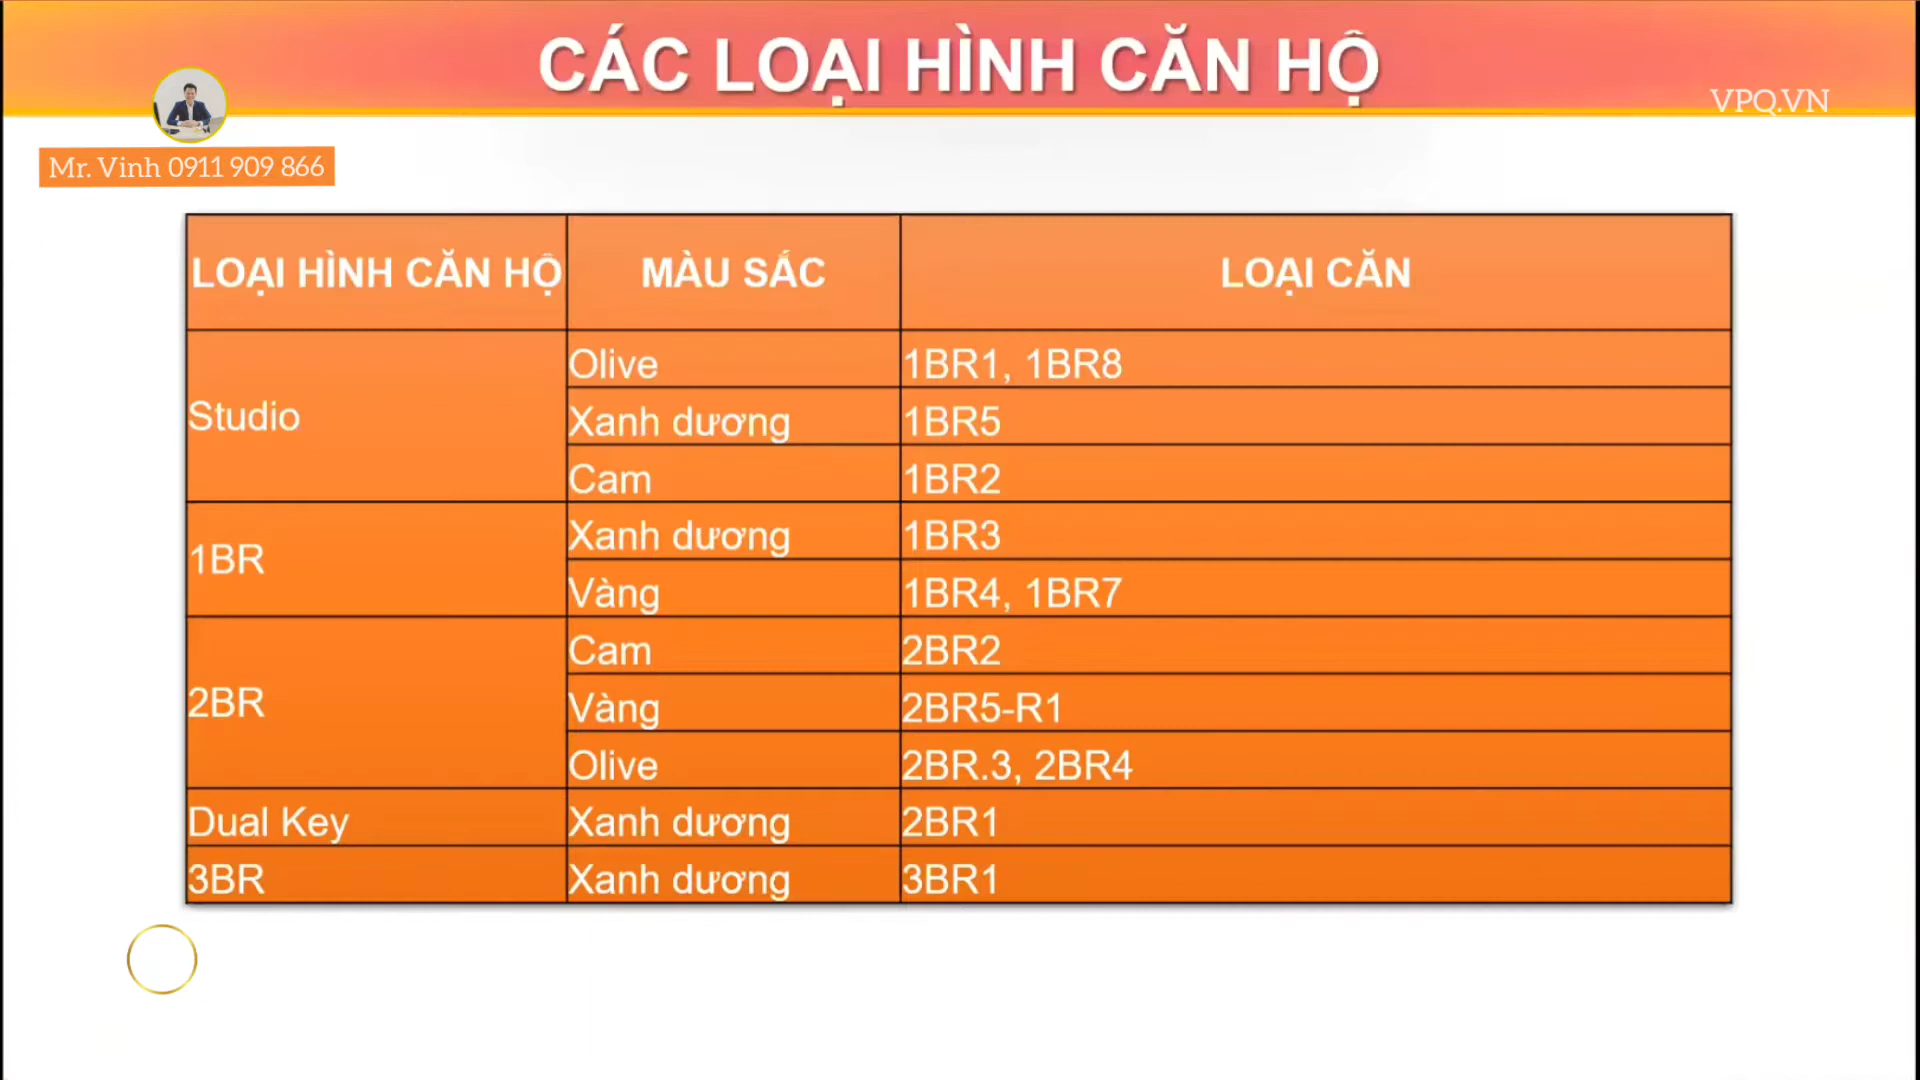 CÁC LOẠI HÌNH CĂN HỘ
VPQ.VN
Mr. Vinh 0911 909 866
LOẠI HÌNH CĂN HỘ MÀU SẮC LOẠI CĂN
Studio Olive 1BR1, 1BR8
Xanh dương 1BR5
Cam 1BR2
1BR Xanh dương 1BR3
Vàng 1BR4, 1BR7
2BR Cam 2BR2
Vàng 2BR5-R1
Olive 2BR.3, 2BR4
Dual Key Xanh dương 2BR1
3BR Xanh dương 3BR1